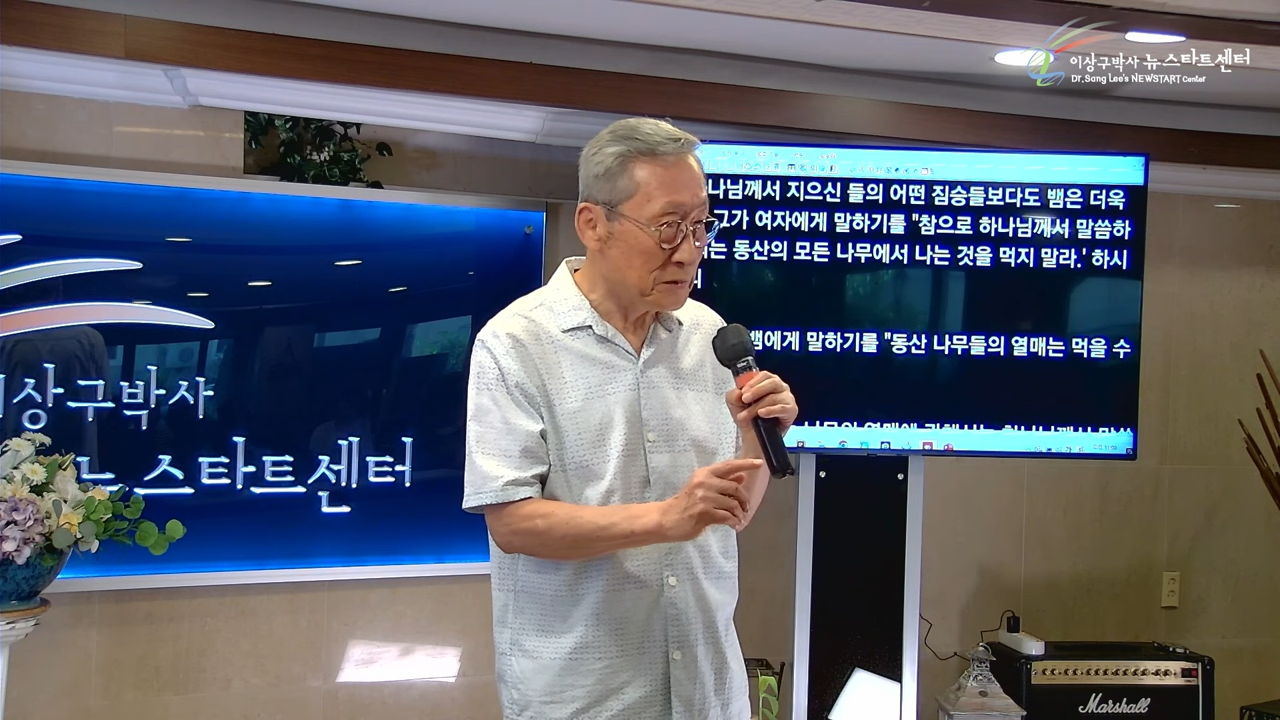 이상구박사 뉴스타트센터
Dr. Sang Lee's NEWSTART Center
나님께서 지으신 들의 어떤 짐승들보다도 뱀은 더욱
그가 여자에게 말하기를 "참으로 하나님께서 말씀하
는 동산의 모든 나무에서 나는 것을 먹지 말라.' 하시
뱀에게 말하기를 "동산 나무들의 열매는 먹을 수
이상구박사
뉴스타트센터
Marshall